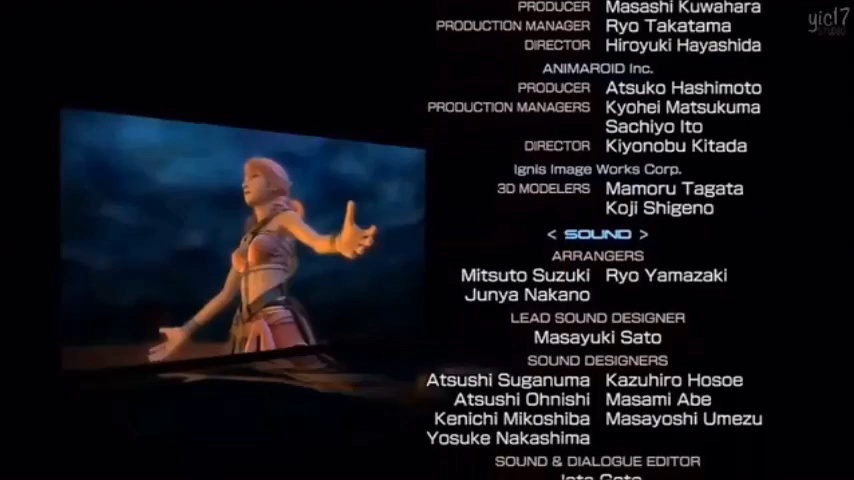 PRODUCER Masashi Kuwahara
PRODUCTION MANAGER Ryo Takatama
DIRECTOR Hiroyuki Hayashida
ANIMAROID Inc.
PRODUCER Atsuko Hashimoto
PRODUCTION MANAGERS Kyohei Matsukuma
Sachiyo Ito
DIRECTOR Kiyonobu Kitada
Ignis Image Works Corp.
3D MODELERS Mamoru Tagata
Koji Shigeno
< SOUND >
ARRANGERS
Mitsuto Suzuki Ryo Yamazaki
Junya Nakano
LEAD SOUND DESIGNER
Masayuki Sato
SOUND DESIGNERS
Atsushi Suganuma Kazuhiro Hosoe
Atsushi Ohnishi Masami Abe
Kenichi Mikoshiba Masayoshi Umezu
Yosuke Nakashima
SOUND & DIALOGUE EDITOR
yic17
STUDIO